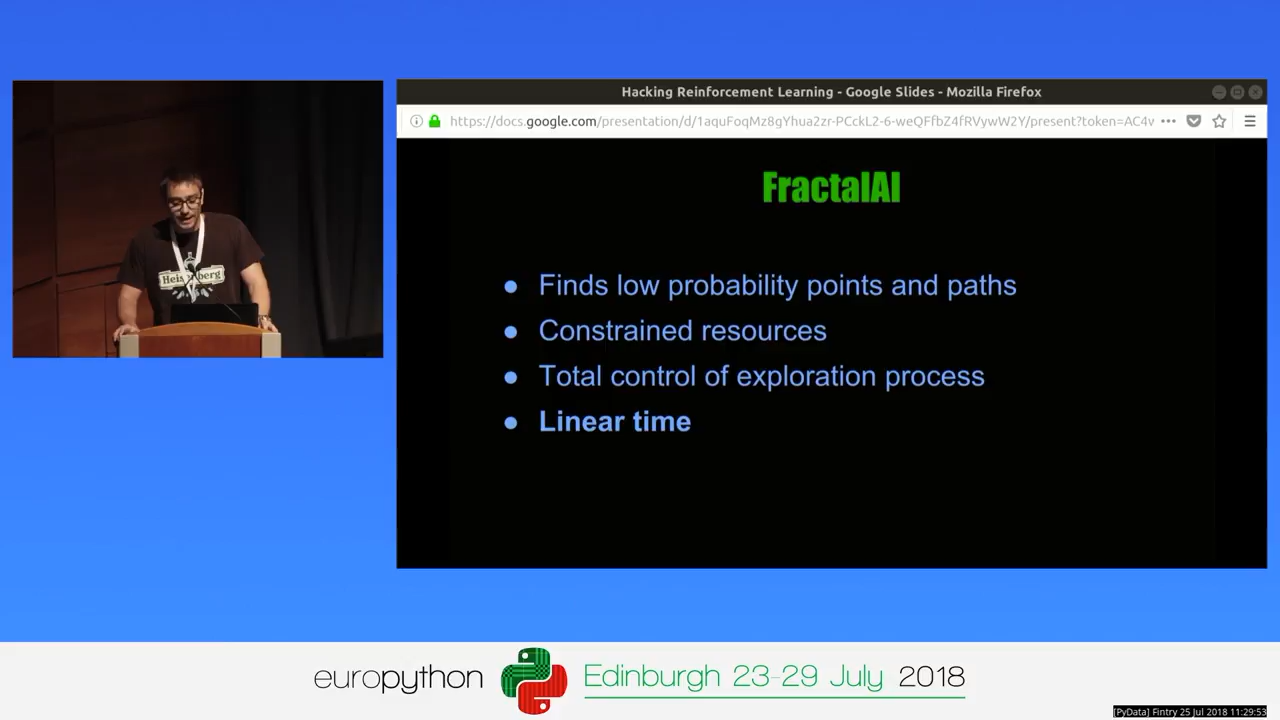 Hacking Reinforcement Learning - Google Slides - Mozilla Firefox
https://docs.google.com/presentation/d/1aquFoqMz8gYhua2zr-PCckL2-6-weQFfbZ4fRVywW2Y/present?token=AC4v
FractalAI
Heisenberg
● Finds low probability points and paths
● Constrained resources
● Total control of exploration process
● Linear time
europython Edinburgh 23-29 July 2018
[PyData] Fintry 25 Jul 2018 11:29:53